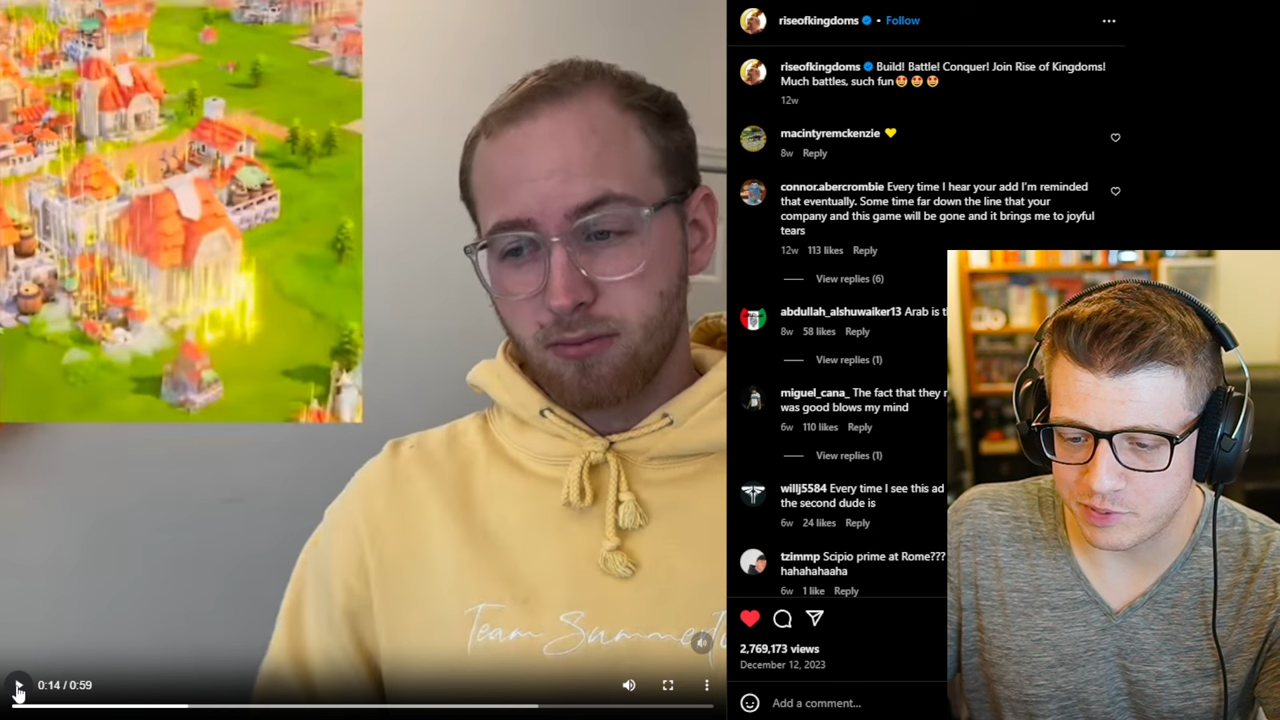 riseofkingdoms • Follow
riseofkingdoms Build! Battle! Conquer! Join Rise of Kingdoms!
Much battles, such fun🤩🤩🤩
12w
macintyremckenzie 💛
8w Reply
connor.abercrombie Every time I hear your add I'm reminded
that eventually. Some time far down the line that your
company and this game will be gone and it brings me to joyful
tears
12w 113 likes Reply
View replies (6)
abdullah_alshuwaiker13 Arab is
8w 58 likes Reply
View replies (1)
miguel_cana_ The fact that they
was good blows my mind
6w 110 likes Reply
View replies (1)
willj5584 Every time I see this ad
the second dude is
6w 24 likes Reply
tzimmp Scipio prime at Rome???
hahahahaaha
6w 1 like Reply
2,769,173 views
December 12, 2023
Add a comment...
Team
0:14 / 0:59